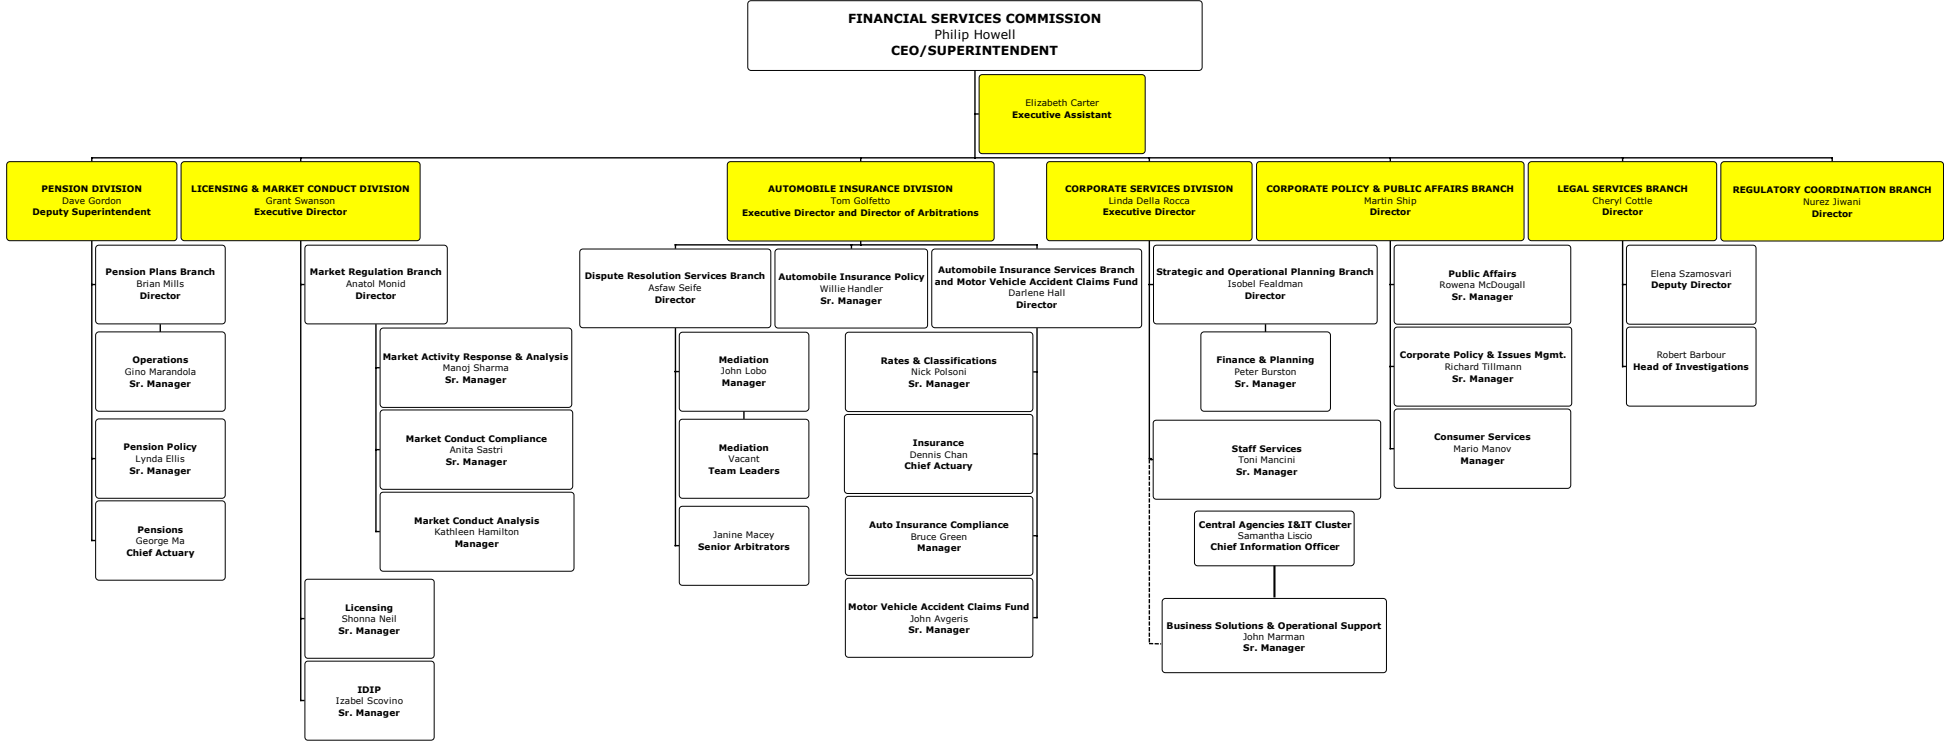 FINANCIAL SERVICES COMMISSION
Philip Howell
CEO/SUPERINTENDENT
Elizabeth Carter
Executive Assistant
PENSION DIVISION
Dave Gordon
Deputy Superintendent
LICENSING & MARKET CONDUCT DIVISION
Grant Swanson
Executive Director
AUTOMOBILE INSURANCE DIVISION
Tom Golfetto
Executive Director and Director of Arbitrations
CORPORATE SERVICES DIVISION
Linda Della Rocca
Executive Director
CORPORATE POLICY & PUBLIC AFFAIRS BRANCH
Martin Ship
Director
LEGAL SERVICES BRANCH
Cheryl Cottle
Director
REGULATORY COORDINATION BRANCH
Nurez Jiwani
Director
Pension Plans Branch
Brian Mills
Director
Operations
Gino Marandola
Sr. Manager
Pension Policy
Lynda Ellis
Sr. Manager
Pensions
George Ma
Chief Actuary
Market Regulation Branch
Anatol Monid
Director
Market Activity Response & Analysis
Manoj Sharma
Sr. Manager
Market Conduct Compliance
Anita Sastri
Sr. Manager
Market Conduct Analysis
Kathleen Hamilton
Manager
Licensing
Shonna Neil
Sr. Manager
IDIP
Izabel Scovino
Sr. Manager
Dispute Resolution Services Branch
Asfaw Seife
Director
Mediation
John Lobo
Manager
Mediation
Vacant
Team Leaders
Janine Macey
Senior Arbitrators
Automobile Insurance Policy
Willie Handler
Sr. Manager
Automobile Insurance Services Branch
and Motor Vehicle Accident Claims Fund
Darlene Hall
Director
Rates & Classifications
Nick Polsoni
Sr. Manager
Insurance
Dennis Chan
Chief Actuary
Auto Insurance Compliance
Bruce Green
Manager
Motor Vehicle Accident Claims Fund
John Avgeris
Sr. Manager
Strategic and Operational Planning Branch
Isobel Fealdman
Director
Finance & Planning
Peter Burston
Sr. Manager
Staff Services
Toni Mancini
Sr. Manager
Central Agencies I&IT Cluster
Samantha Liscio
Chief Information Officer
Business Solutions & Operational Support
John Marman
Sr. Manager
Public Affairs
Rowena McDougall
Sr. Manager
Corporate Policy & Issues Mgmt.
Richard Tillmann
Sr. Manager
Consumer Services
Mario Manov
Manager
Elena Szamosvari
Deputy Director
Robert Barbour
Head of Investigations